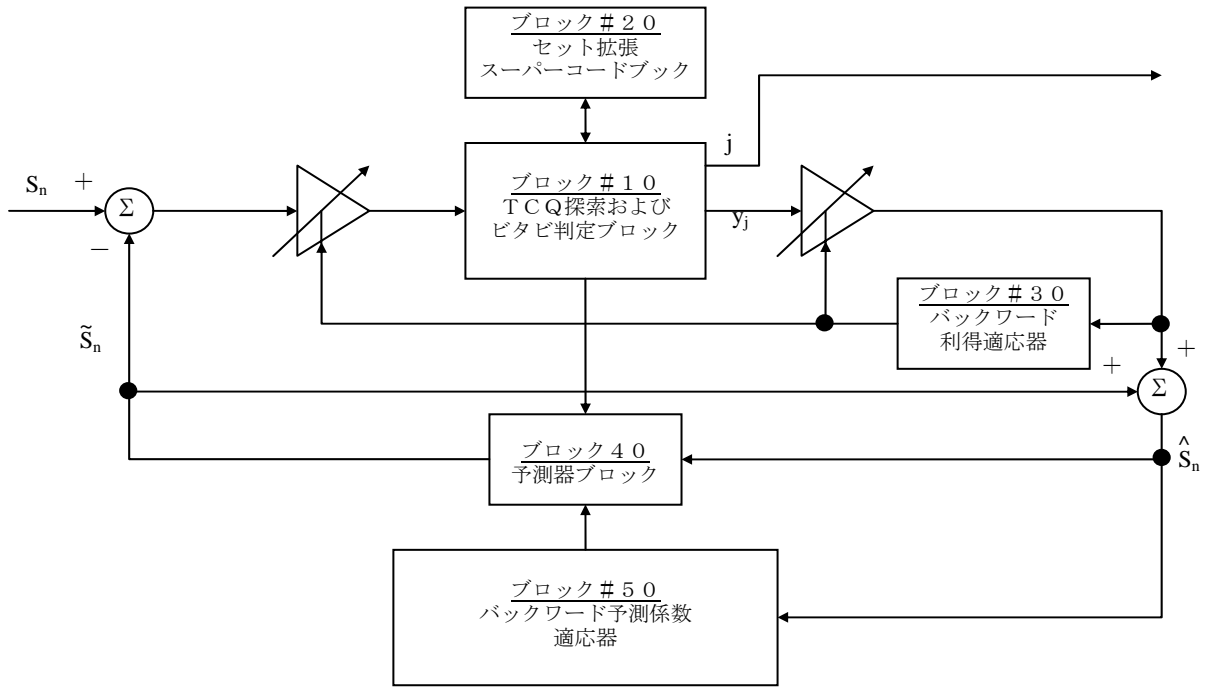 ブロック＃２０
セット拡張
スーパーコードブック
j
Sn
＋
Σ
－
ブロック＃１０
ＴＣＱ探索および
ビタビ判定ブロック
yj
ブロック＃３０
バックワード
利得適応器
S̃n
＋
＋
Σ
ブロック４０
予測器ブロック
Ŝn
ブロック＃５０
バックワード予測係数
適応器